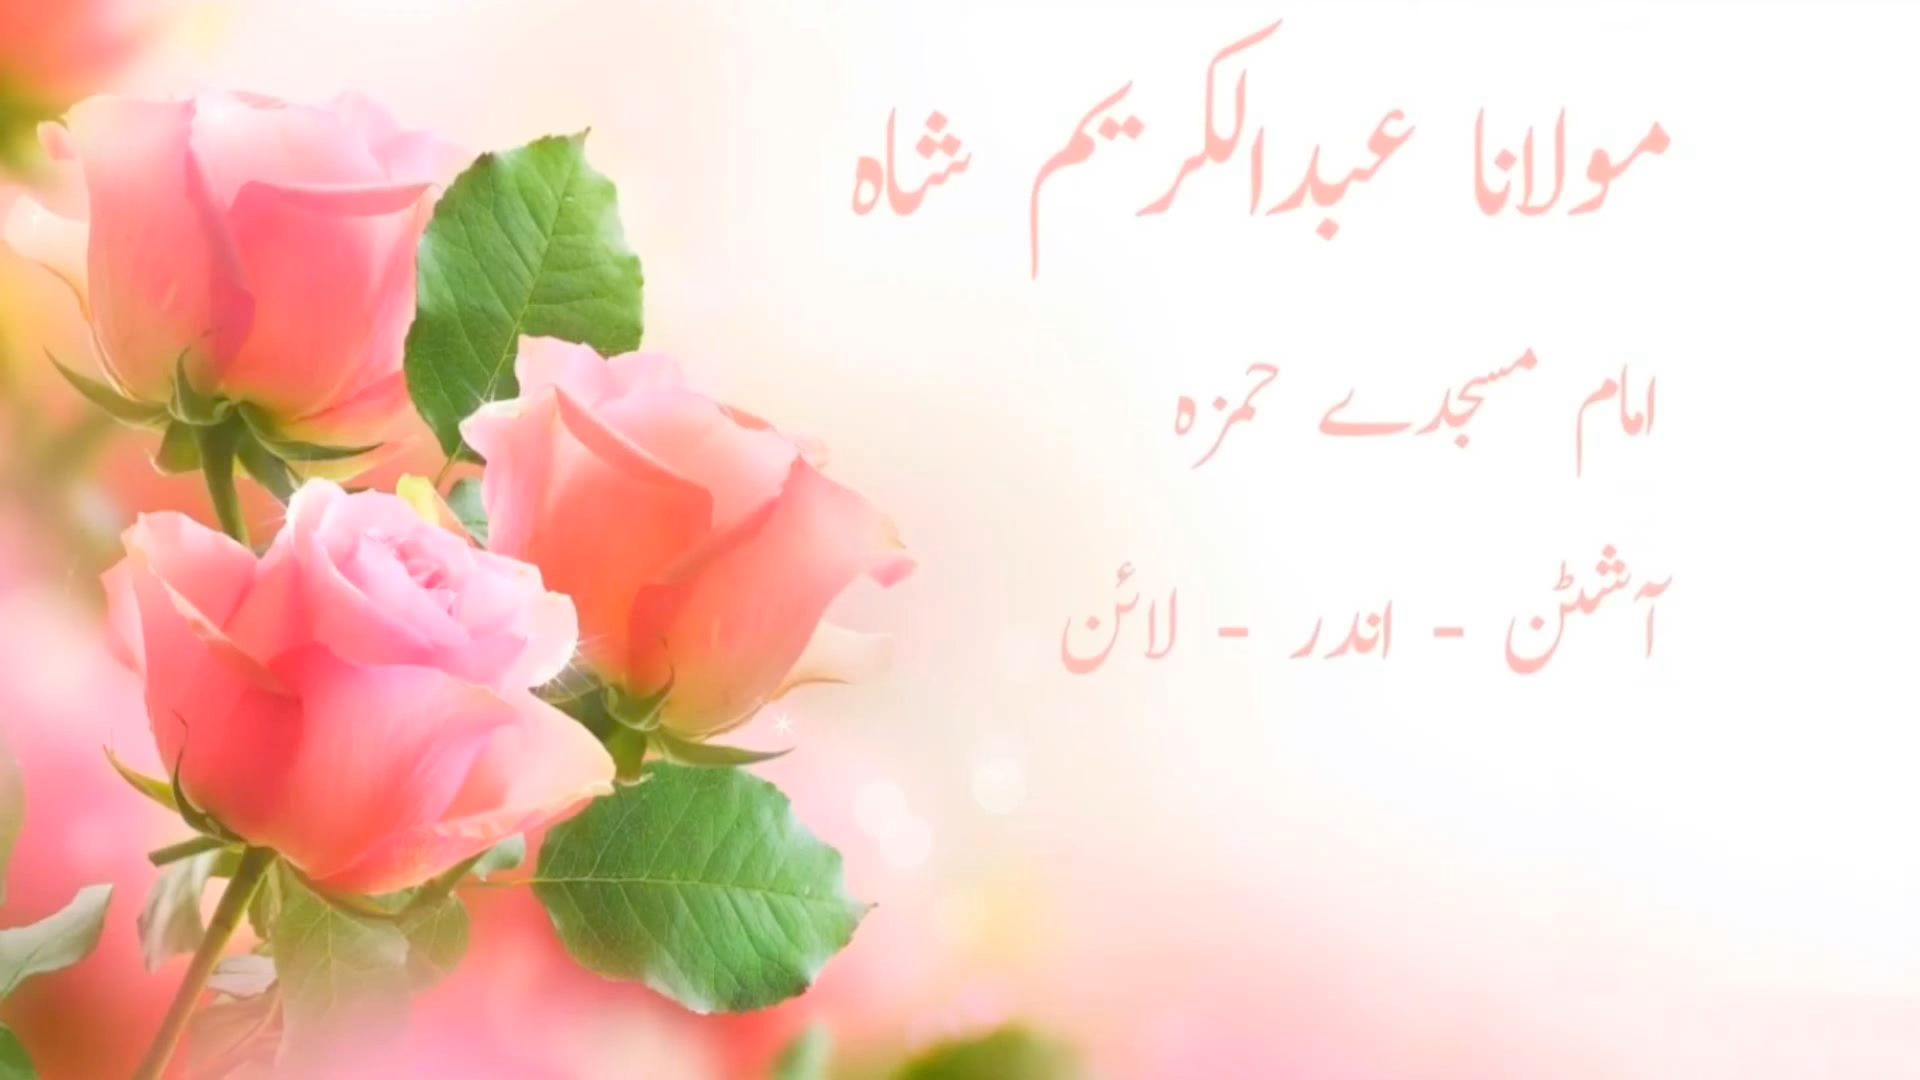 مولانا عبدالکریم شاہ
امام مسجدے حمزہ
آشٹن - اندر - لائن